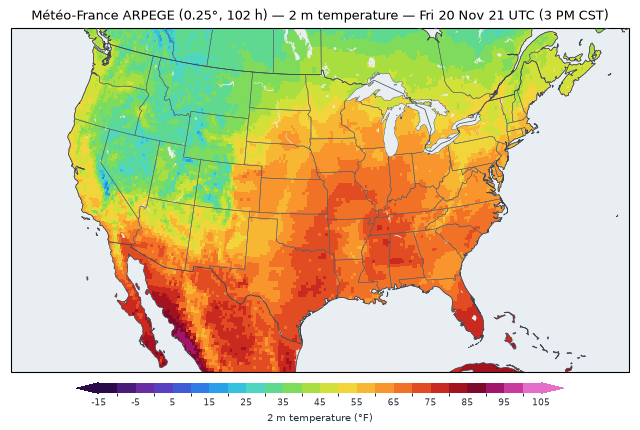 Météo-France ARPEGE (0.25°, 102 h) — 2 m temperature — Fri 20 Nov 21 UTC (3 PM CST)
-15 -5 5 15 25 35 45 55 65 75 85 95 105
2 m temperature (°F)